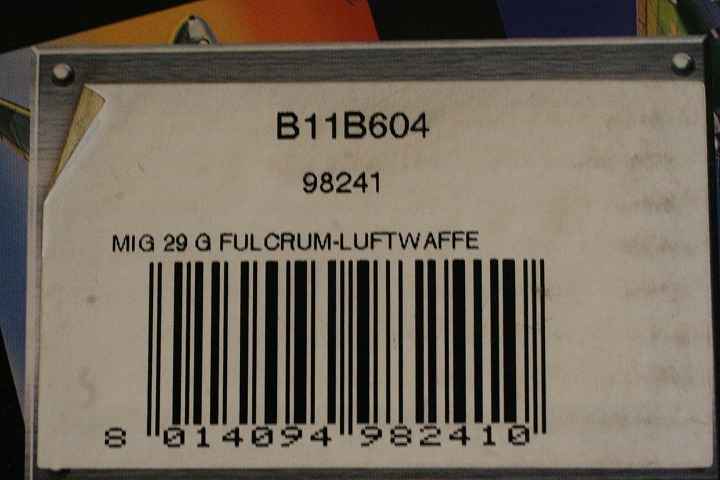 B11B604
98241
MIG 29 G FULCRUM-LUFTWAFFE
8 014094 982410